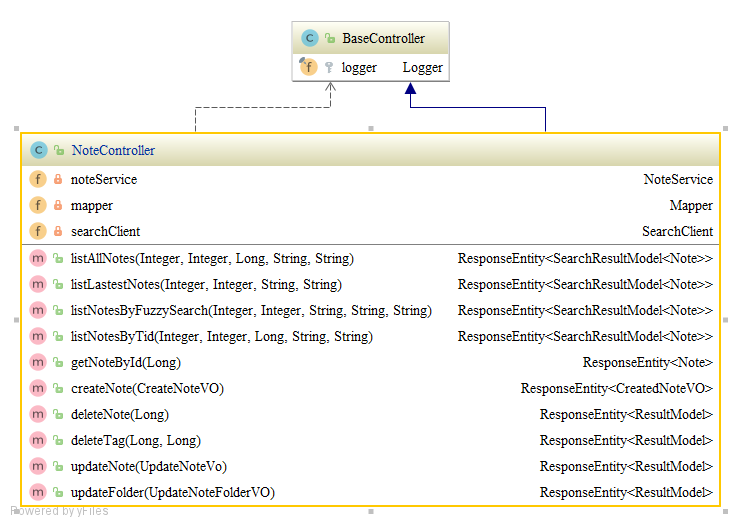 C BaseController
f logger Logger
C NoteController
f noteService NoteService
f mapper Mapper
f searchClient SearchClient
m listAllNotes(Integer, Integer, Long, String, String) ResponseEntity<SearchResultModel<Note>>
m listLastestNotes(Integer, Integer, String, String) ResponseEntity<SearchResultModel<Note>>
m listNotesByFuzzySearch(Integer, Integer, String, String, String) ResponseEntity<SearchResultModel<Note>>
m listNotesByTid(Integer, Integer, Long, String, String) ResponseEntity<SearchResultModel<Note>>
m getNoteById(Long) ResponseEntity<Note>
m createNote(CreateNoteVO) ResponseEntity<CreatedNoteVO>
m deleteNote(Long) ResponseEntity<ResultModel>
m deleteTag(Long, Long) ResponseEntity<ResultModel>
m updateNote(UpdateNoteVo) ResponseEntity<ResultModel>
m updateFolder(UpdateNoteFolderVO) ResponseEntity<ResultModel>
Powered by yFiles